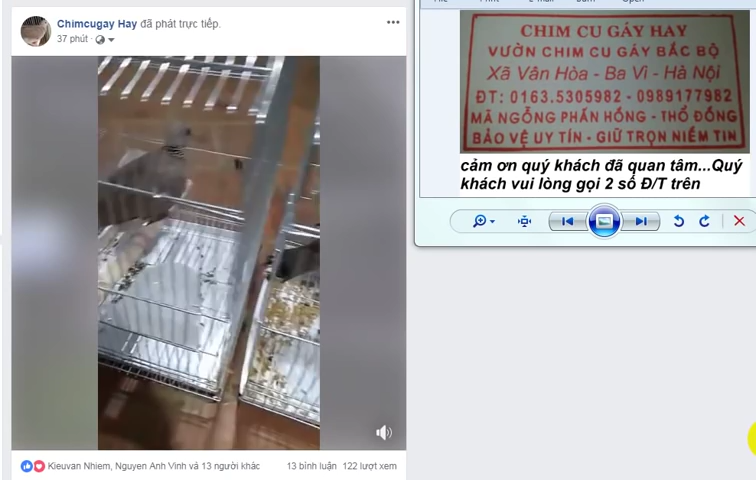 Chimcugay Hay đã phát trực tiếp.
37 phút ·
Kieuvan Nhiem, Nguyen Anh Vinh và 13 người khác
13 bình luận 122 lượt xem
CHIM CU GÁY HAY
VƯỜN CHIM CU GÁY BẮC BỘ
Xã Vân Hòa - Ba Vì - Hà Nội
ĐT: 0163.5305982 - 0989177982
MÃ NGỖNG PHẤN HỒNG - THỔ ĐỒNG
BẢO VỆ UY TÍN - GIỮ TRỌN NIỀM TIN
cảm ơn quý khách đã quan tâm...Quý
khách vui lòng gọi 2 số Đ/T trên